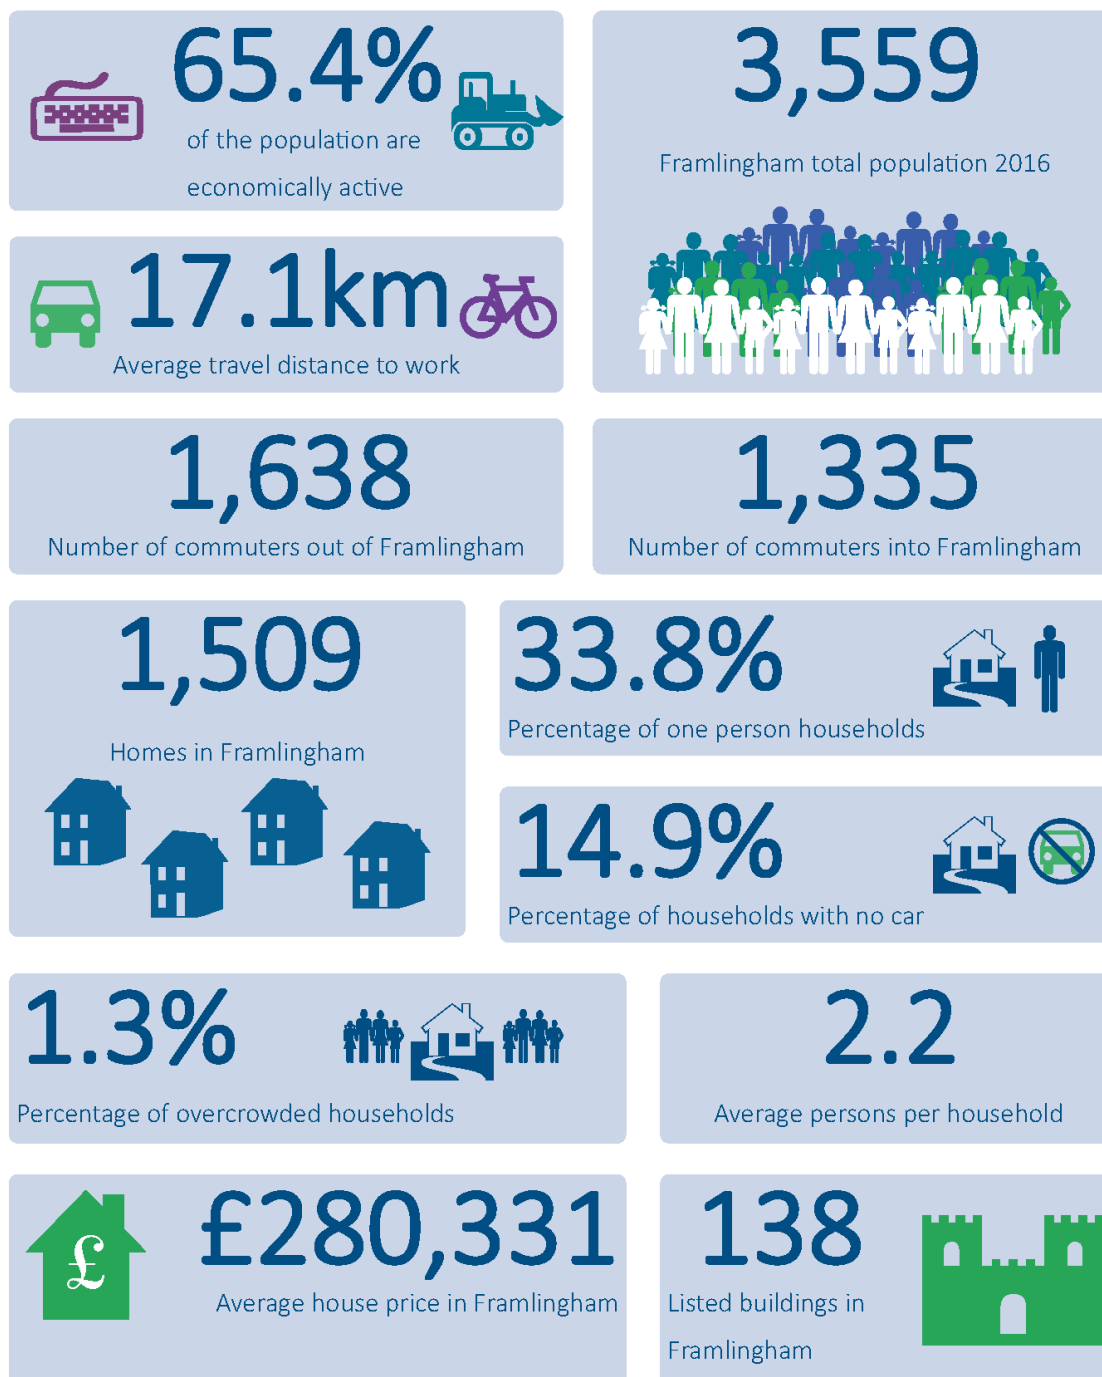 65.4%
of the population are
economically active
3,559
Framlingham total population 2016
17.1km
Average travel distance to work
1,638
Number of commuters out of Framlingham
1,335
Number of commuters into Framlingham
1,509
Homes in Framlingham
33.8%
Percentage of one person households
14.9%
Percentage of households with no car
1.3%
Percentage of overcrowded households
2.2
Average persons per household
£
£280,331
Average house price in Framlingham
138
Listed buildings in
Framlingham